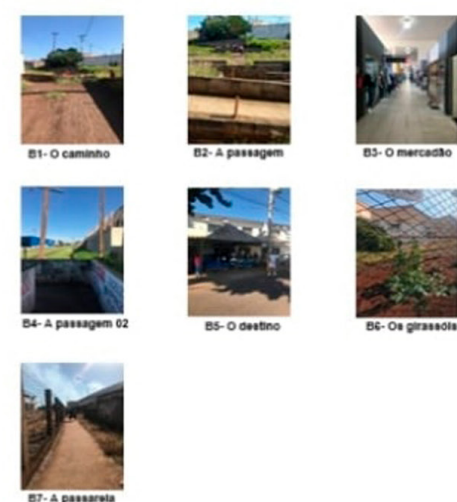 B1- O caminho
B2- A passagem
B3- O mercadão
B4- A passagem 02
B5- O destino
B6- Os girassóis
B7- A passarela